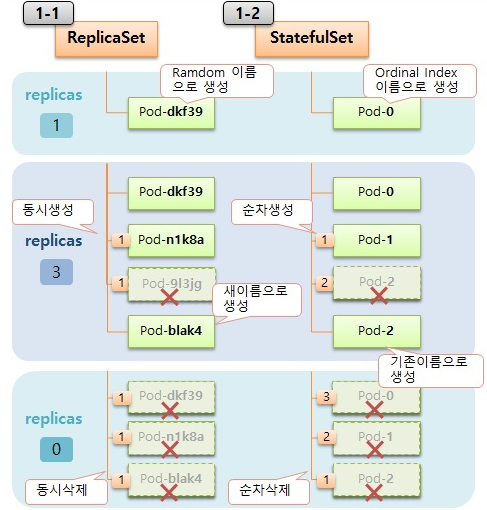 1-1
ReplicaSet
1-2
StatefulSet
Ramdom 이름
으로 생성
Ordinal Index
이름으로 생성
replicas
1
Pod-dkf39
Pod-0
Pod-dkf39
Pod-0
동시생성
순차생성
1
Pod-n1k8a
1
Pod-1
replicas
3
1
Pod-9l3jg
2
Pod-2
새이름으로
생성
Pod-blak4
Pod-2
기존이름으로
생성
replicas
0
1
Pod-dkf39
3
Pod-0
1
Pod-n1k8a
2
Pod-1
1
Pod-blak4
1
Pod-2
동시삭제
순차삭제